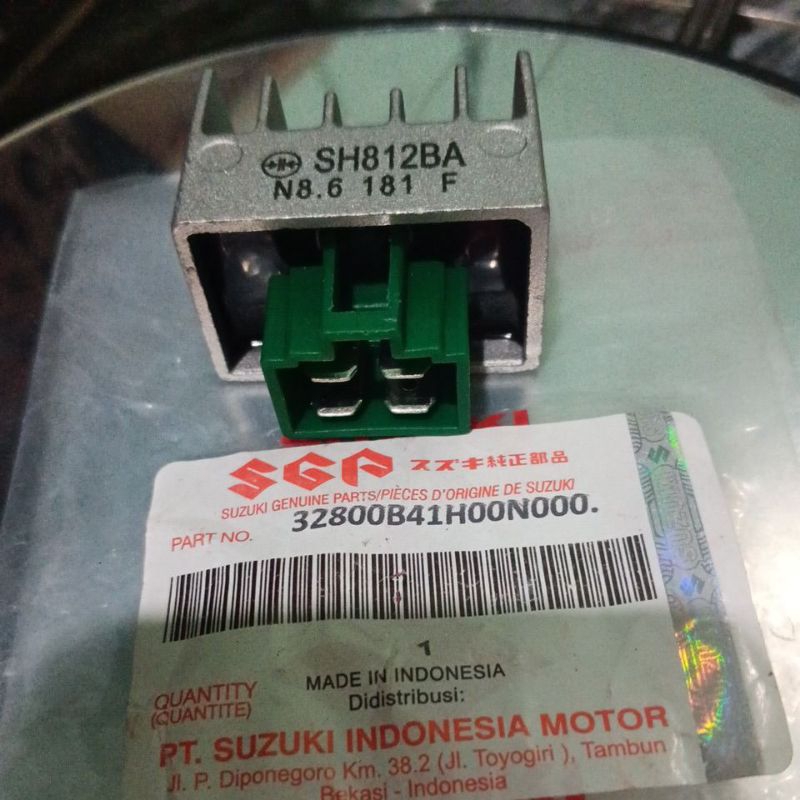 SH812BA
N8.6 181 F
SGP スズキ純正部品
SUZUKI GENUINE PARTS/PIÈCES D'ORIGINE DE SUZUKI
PART NO. 32800B41H00N000.
1
MADE IN INDONESIA
QUANTITY
(QUANTITE)
Didistribusi:
PT. SUZUKI INDONESIA MOTOR
Jl. P. Diponegoro Km. 38.2 (Jl. Toyogiri ), Tambun
Bekasi - Indonesia
SUZUKI